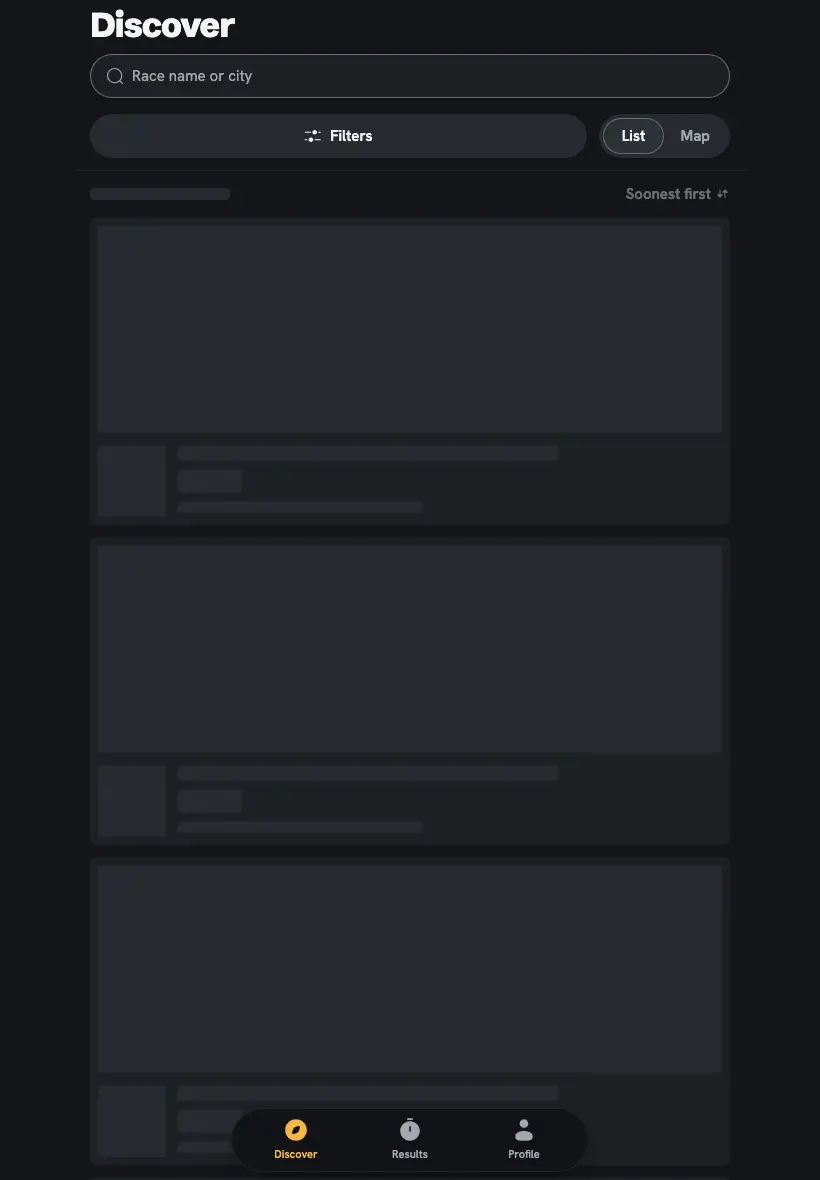 Discover
Race name or city
Filters
List
Map
Soonest first
Discover
Results
Profile